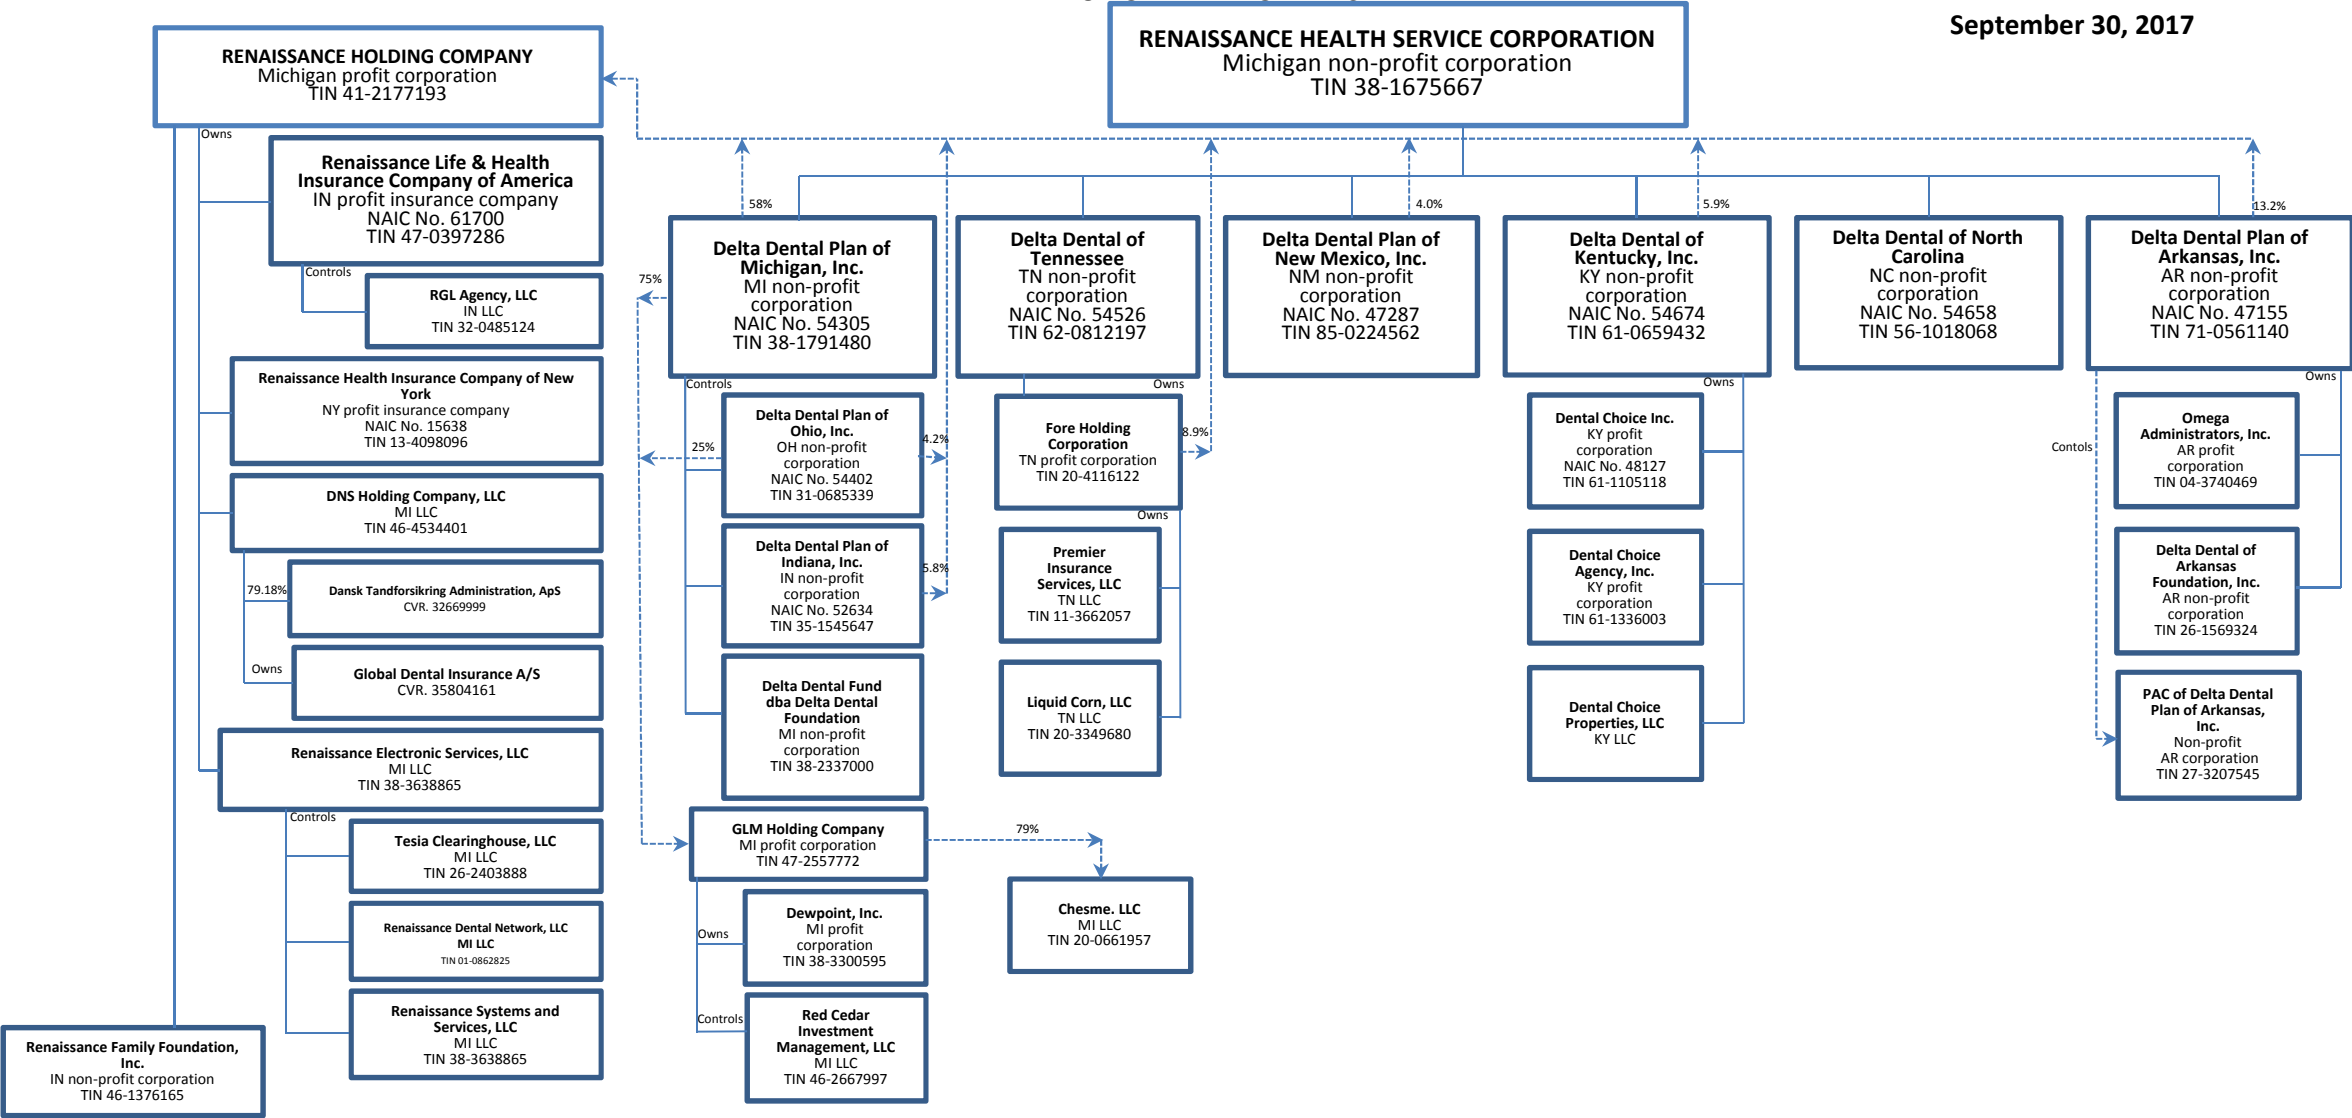 September 30, 2017
RENAISSANCE HOLDING COMPANY
Michigan profit corporation
TIN 41-2177193
RENAISSANCE HEALTH SERVICE CORPORATION
Michigan non-profit corporation
TIN 38-1675667
Owns
Renaissance Life & Health
Insurance Company of America
IN profit insurance company
NAIC No. 61700
TIN 47-0397286
Controls
RGL Agency, LLC
IN LLC
TIN 32-0485124
Renaissance Health Insurance Company of New
York
NY profit insurance company
NAIC No. 15638
TIN 13-4098096
DNS Holding Company, LLC
MI LLC
TIN 46-4534401
79.18%
Dansk Tandforsikring Administration, ApS
CVR. 32669999
Owns
Global Dental Insurance A/S
CVR. 35804161
Renaissance Electronic Services, LLC
MI LLC
TIN 38-3638865
Controls
Tesia Clearinghouse, LLC
MI LLC
TIN 26-2403888
Renaissance Dental Network, LLC
MI LLC
TIN 01-0862825
Renaissance Systems and
Services, LLC
MI LLC
TIN 38-3638865
Renaissance Family Foundation,
Inc.
IN non-profit corporation
TIN 46-1376165
58%
Delta Dental Plan of
Michigan, Inc.
MI non-profit
corporation
NAIC No. 54305
TIN 38-1791480
75%
Controls
Delta Dental Plan of
Ohio, Inc.
OH non-profit
corporation
NAIC No. 54402
TIN 31-0685339
25%
4.2%
Delta Dental Plan of
Indiana, Inc.
IN non-profit
corporation
NAIC No. 52634
TIN 35-1545647
5.8%
Delta Dental Fund
dba Delta Dental
Foundation
MI non-profit
corporation
TIN 38-2337000
GLM Holding Company
MI profit corporation
TIN 47-2557772
79%
Owns
Dewpoint, Inc.
MI profit
corporation
TIN 38-3300595
Controls
Red Cedar
Investment
Management, LLC
MI LLC
TIN 46-2667997
Chesme. LLC
MI LLC
TIN 20-0661957
Delta Dental of
Tennessee
TN non-profit
corporation
NAIC No. 54526
TIN 62-0812197
Owns
Fore Holding
Corporation
TN profit corporation
TIN 20-4116122
8.9%
Owns
Premier
Insurance
Services, LLC
TN LLC
TIN 11-3662057
Liquid Corn, LLC
TN LLC
TIN 20-3349680
4.0%
Delta Dental Plan of
New Mexico, Inc.
NM non-profit
corporation
NAIC No. 47287
TIN 85-0224562
5.9%
Delta Dental of
Kentucky, Inc.
KY non-profit
corporation
NAIC No. 54674
TIN 61-0659432
Owns
Dental Choice Inc.
KY profit
corporation
NAIC No. 48127
TIN 61-1105118
Dental Choice
Agency, Inc.
KY profit
corporation
TIN 61-1336003
Dental Choice
Properties, LLC
KY LLC
Delta Dental of North
Carolina
NC non-profit
corporation
NAIC No. 54658
TIN 56-1018068
13.2%
Delta Dental Plan of
Arkansas, Inc.
AR non-profit
corporation
NAIC No. 47155
TIN 71-0561140
Owns
Contols
Omega
Administrators, Inc.
AR profit
corporation
TIN 04-3740469
Delta Dental of
Arkansas
Foundation, Inc.
AR non-profit
corporation
TIN 26-1569324
PAC of Delta Dental
Plan of Arkansas,
Inc.
Non-profit
AR corporation
TIN 27-3207545